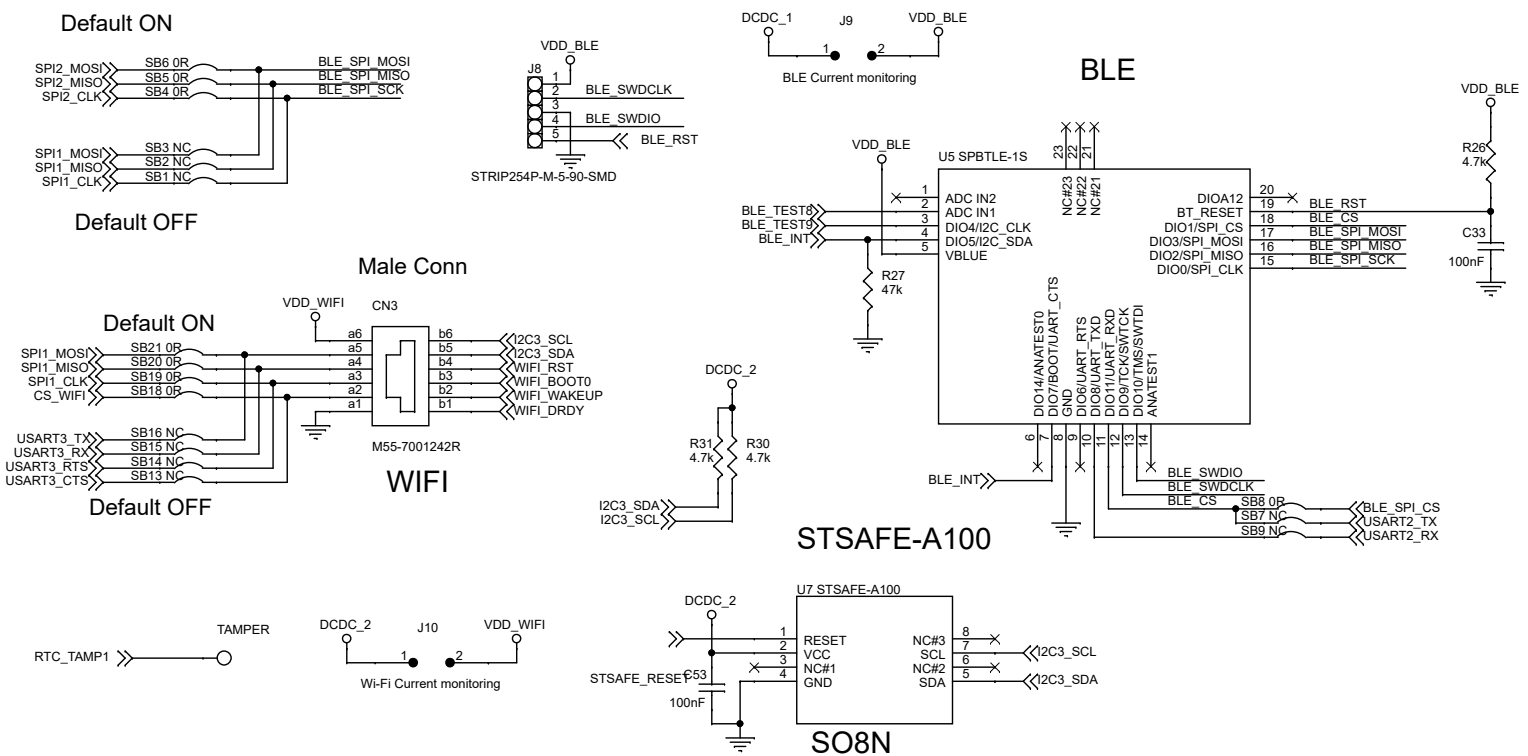 Default ON
SPI2_MOSI SB6 0R BLE_SPI_MOSI
SPI2_MISO SB5 0R BLE_SPI_MISO
SPI2_CLK SB4 0R BLE_SPI_SCK
SPI1_MOSI SB3 NC
SPI1_MISO SB2 NC
SPI1_CLK SB1 NC
Default OFF
VDD_BLE
J8
1
2 BLE_SWDCLK
3
4 BLE_SWDIO
5 BLE_RST
STRIP254P-M-5-90-SMD
DCDC_1 J9 VDD_BLE
1 2
BLE Current monitoring
BLE
VDD_BLE
R26
4.7k
C33
100nF
VDD_BLE
U5 SPBTLE-1S
23 22 21
NC#23 NC#22 NC#21
1 ADC IN2
BLE_TEST8 2 ADC IN1
BLE_TEST9 3 DIO4/I2C_CLK
BLE_INT 4 DIO5/I2C_SDA
5 VBLUE
R27
47k
DIOA12 20
BT_RESET 19 BLE_RST
DIO1/SPI_CS 18 BLE_CS
DIO3/SPI_MOSI 17 BLE_SPI_MOSI
DIO2/SPI_MISO 16 BLE_SPI_MISO
DIO0/SPI_CLK 15 BLE_SPI_SCK
DIO14/ANATEST0 6
DIO7/BOOT/UART_CTS 7
GND 8
DIO6/UART_RTS 9
DIO8/UART_TXD 10
DIO11/UART_RXD 11
DIO9/TCK/SWTCK 12
DIO10/TMS/SWTDI 13
ANATEST1 14
BLE_INT
BLE_SWDIO
BLE_SWDCLK
BLE_CS SB8 0R BLE_SPI_CS
SB7 NC USART2_TX
SB9 NC USART2_RX
Male Conn
VDD_WIFI CN3
Default ON
a6 b6 I2C3_SCL
SPI1_MOSI SB21 0R a5 b5 I2C3_SDA
SPI1_MISO SB20 0R a4 b4 WIFI_RST
SPI1_CLK SB19 0R a3 b3 WIFI_BOOT0
CS_WIFI SB18 0R a2 b2 WIFI_WAKEUP
a1 b1 WIFI_DRDY
M55-7001242R
USART3_TX SB16 NC
USART3_RX SB15 NC
USART3_RTS SB14 NC
USART3_CTS SB13 NC
Default OFF
WIFI
DCDC_2
R31 R30
4.7k 4.7k
I2C3_SDA
I2C3_SCL
STSAFE-A100
RTC_TAMP1 TAMPER
DCDC_2 J10 VDD_WIFI
1 2
Wi-Fi Current monitoring
DCDC_2
U7 STSAFE-A100
1 RESET NC#3 8
2 VCC SCL 7 I2C3_SCL
3 NC#1 NC#2 6
4 GND SDA 5 I2C3_SDA
STSAFE_RESET
C53
100nF
SO8N